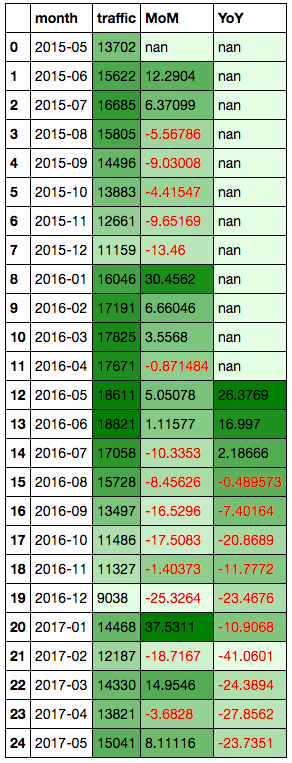 month traffic MoM YoY
0 2015-05 13702 nan nan
1 2015-06 15622 12.2904 nan
2 2015-07 16685 6.37099 nan
3 2015-08 15805 -5.56786 nan
4 2015-09 14496 -9.03008 nan
5 2015-10 13883 -4.41547 nan
6 2015-11 12661 -9.65169 nan
7 2015-12 11159 -13.46 nan
8 2016-01 16046 30.4562 nan
9 2016-02 17191 6.66046 nan
10 2016-03 17825 3.5568 nan
11 2016-04 17671 -0.871484 nan
12 2016-05 18611 5.05078 26.3769
13 2016-06 18821 1.11577 16.997
14 2016-07 17058 -10.3353 2.18666
15 2016-08 15728 -8.45626 -0.489573
16 2016-09 13497 -16.5296 -7.40164
17 2016-10 11486 -17.5083 -20.8689
18 2016-11 11327 -1.40373 -11.7772
19 2016-12 9038 -25.3264 -23.4676
20 2017-01 14468 37.5311 -10.9068
21 2017-02 12187 -18.7167 -41.0601
22 2017-03 14330 14.9546 -24.3894
23 2017-04 13821 -3.6828 -27.8562
24 2017-05 15041 8.11116 -23.7351